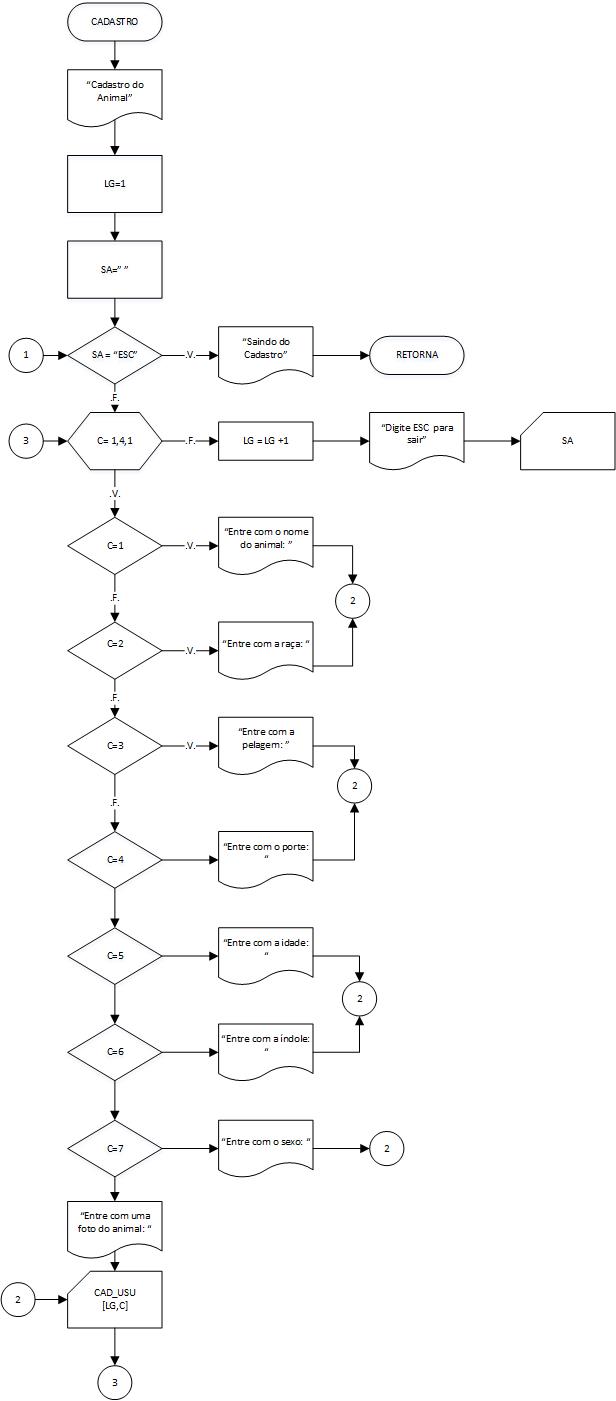 CADASTRO
“Cadastro do
Animal”
LG=1
SA=” ”
1
SA = “ESC”
.V.
“Saindo do
Cadastro”
RETORNA
.F.
3
C= 1,4,1
.F.
LG = LG +1
“Digite ESC para
sair”
SA
.V.
C=1
.V.
“Entre com o nome
do animal: ”
2
.F.
C=2
.V.
“Entre com a raça: “
.F.
C=3
.V.
“Entre com a
pelagem: ”
2
.F.
C=4
“Entre com o porte:
“
C=5
“Entre com a idade:
“
2
C=6
“Entre com a índole:
“
C=7
“Entre com o sexo: “
2
“Entre com uma
foto do animal: “
2
CAD_USU
[LG,C]
3